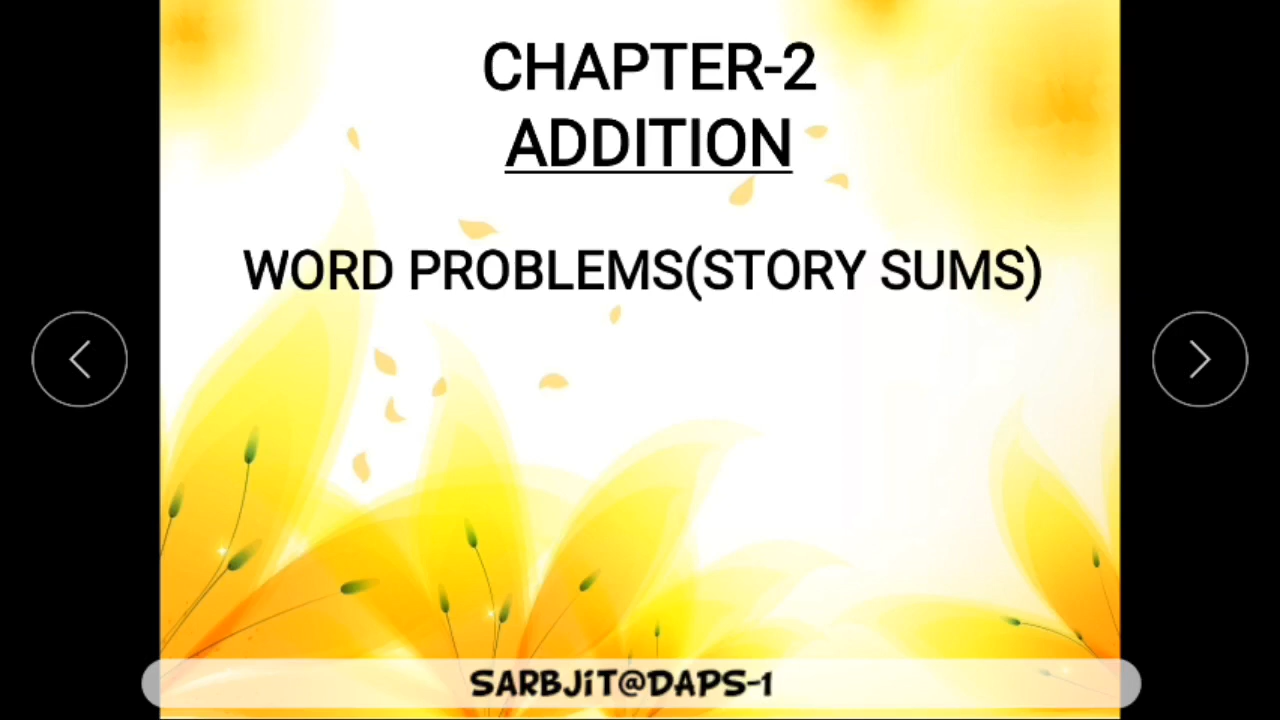 CHAPTER-2
ADDITION
WORD PROBLEMS(STORY SUMS)
SARBJiT@DAPS-1